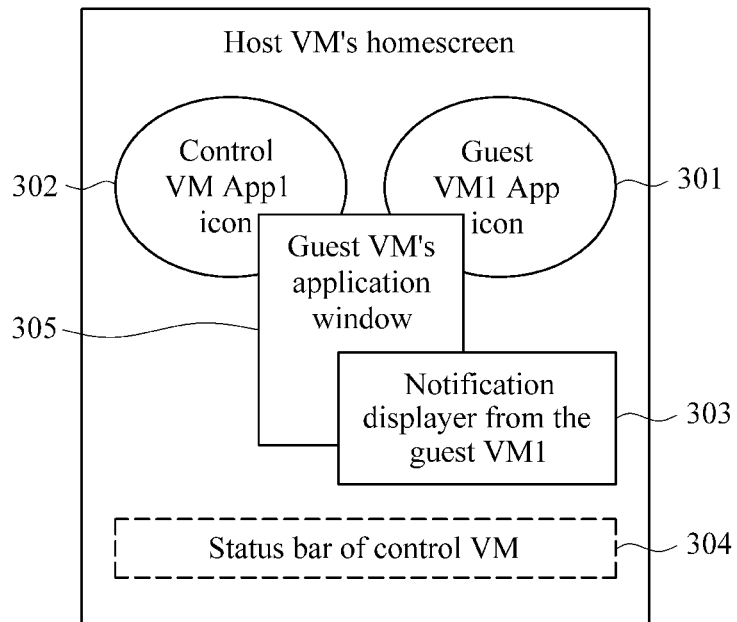 Host VM's homescreen
Control
VM App1
icon
302
Guest
VM1 App
icon
301
Guest VM's
application
window
305
Notification
displayer from the
guest VM1
303
Status bar of control VM
304